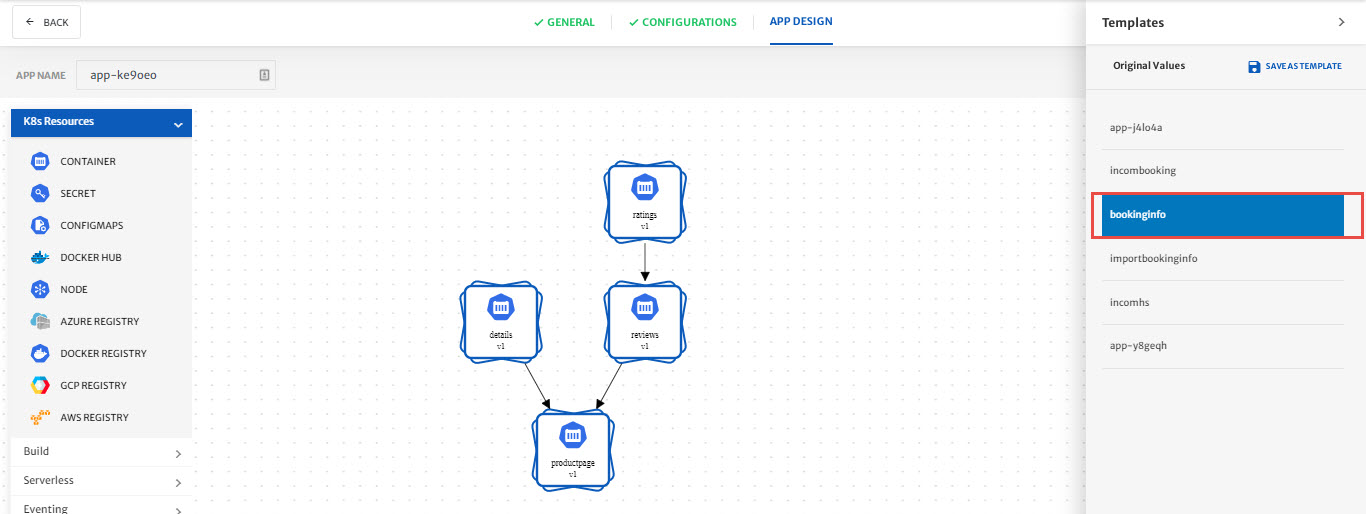 BACK
GENERAL
CONFIGURATIONS
APP DESIGN
Templates
APP NAME
app-ke9oeo
Original Values
SAVE AS TEMPLATE
K8s Resources
CONTAINER
SECRET
CONFIGMAPS
DOCKER HUB
NODE
AZURE REGISTRY
DOCKER REGISTRY
GCP REGISTRY
AWS REGISTRY
Build
Serverless
Eventing
ratings
v1
details
v1
reviews
v1
productpage
v1
app-j4lo4a
incombooking
bookinginfo
importbookinginfo
incomhs
app-y8geqh